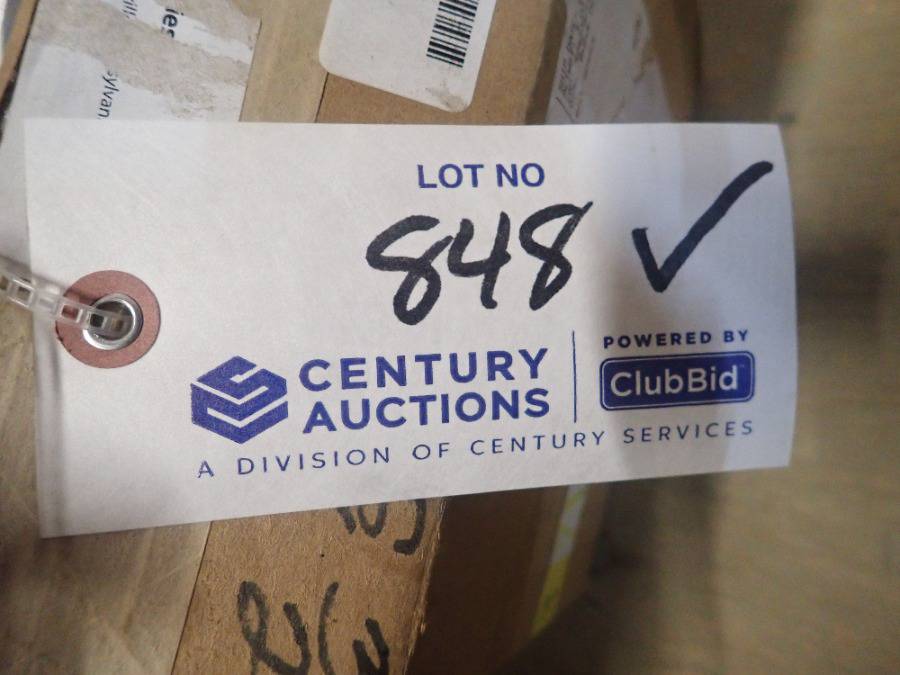 LOT NO
848 ✓
CENTURY
AUCTIONS
POWERED BY
ClubBid
A DIVISION OF CENTURY SERVICES